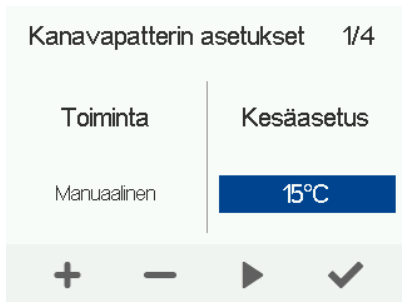 Kanavapatterin asetukset 1/4
Toiminta
Kesäasetus
Manuaalinen
15°C